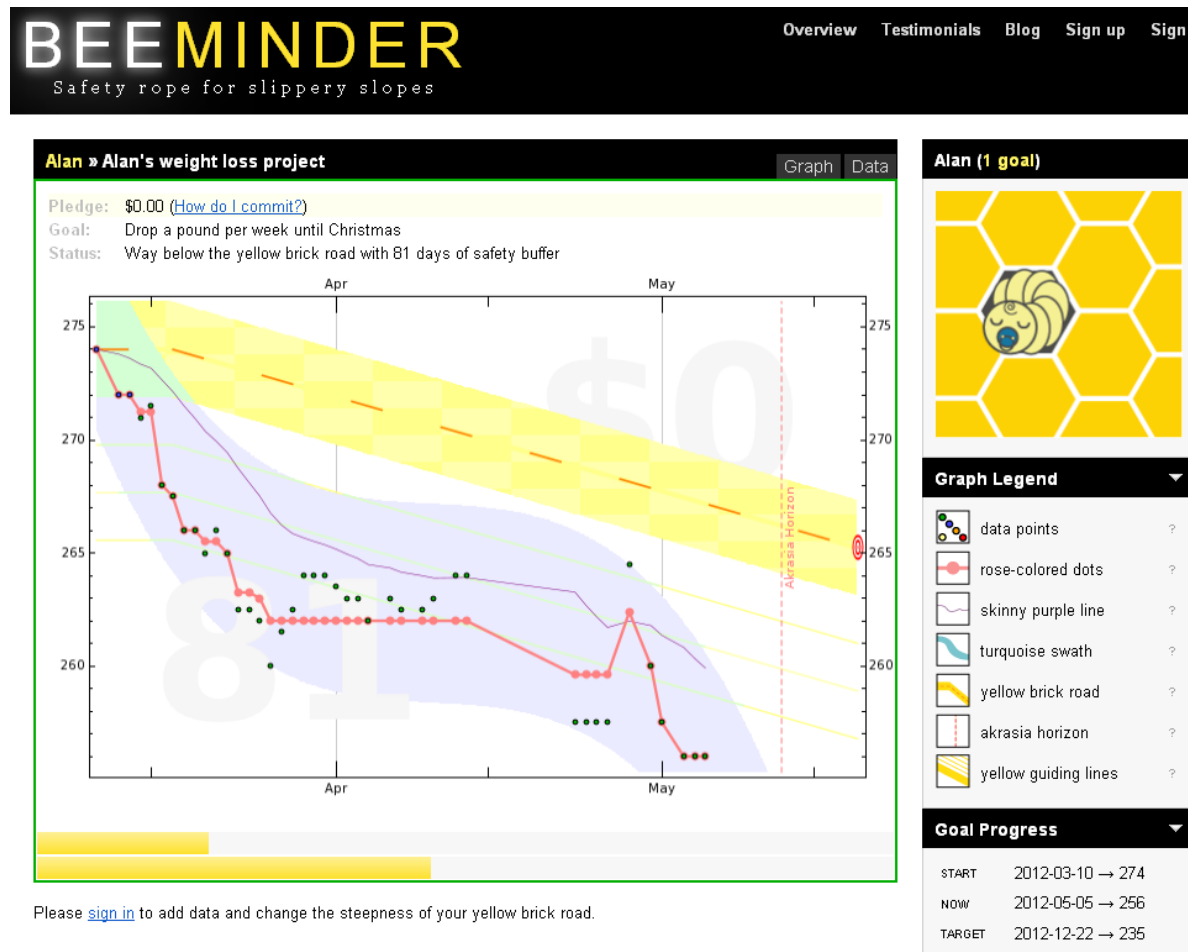 BEEMINDER
Safety rope for slippery slopes
Overview Testimonials Blog Sign up Sign
Alan » Alan's weight loss project
Graph Data
Pledge: $0.00 (How do I commit?)
Goal: Drop a pound per week until Christmas
Status: Way below the yellow brick road with 81 days of safety buffer
Apr May
275 275
270 270
265 265
260 260
$0
81
Akrasia Horizon
Apr May
Please sign in to add data and change the steepness of your yellow brick road.
Alan (1 goal)
Graph Legend
data points ?
rose-colored dots ?
skinny purple line ?
turquoise swath ?
yellow brick road ?
akrasia horizon ?
yellow guiding lines ?
Goal Progress
START 2012-03-10 → 274
NOW 2012-05-05 → 256
TARGET 2012-12-22 → 235